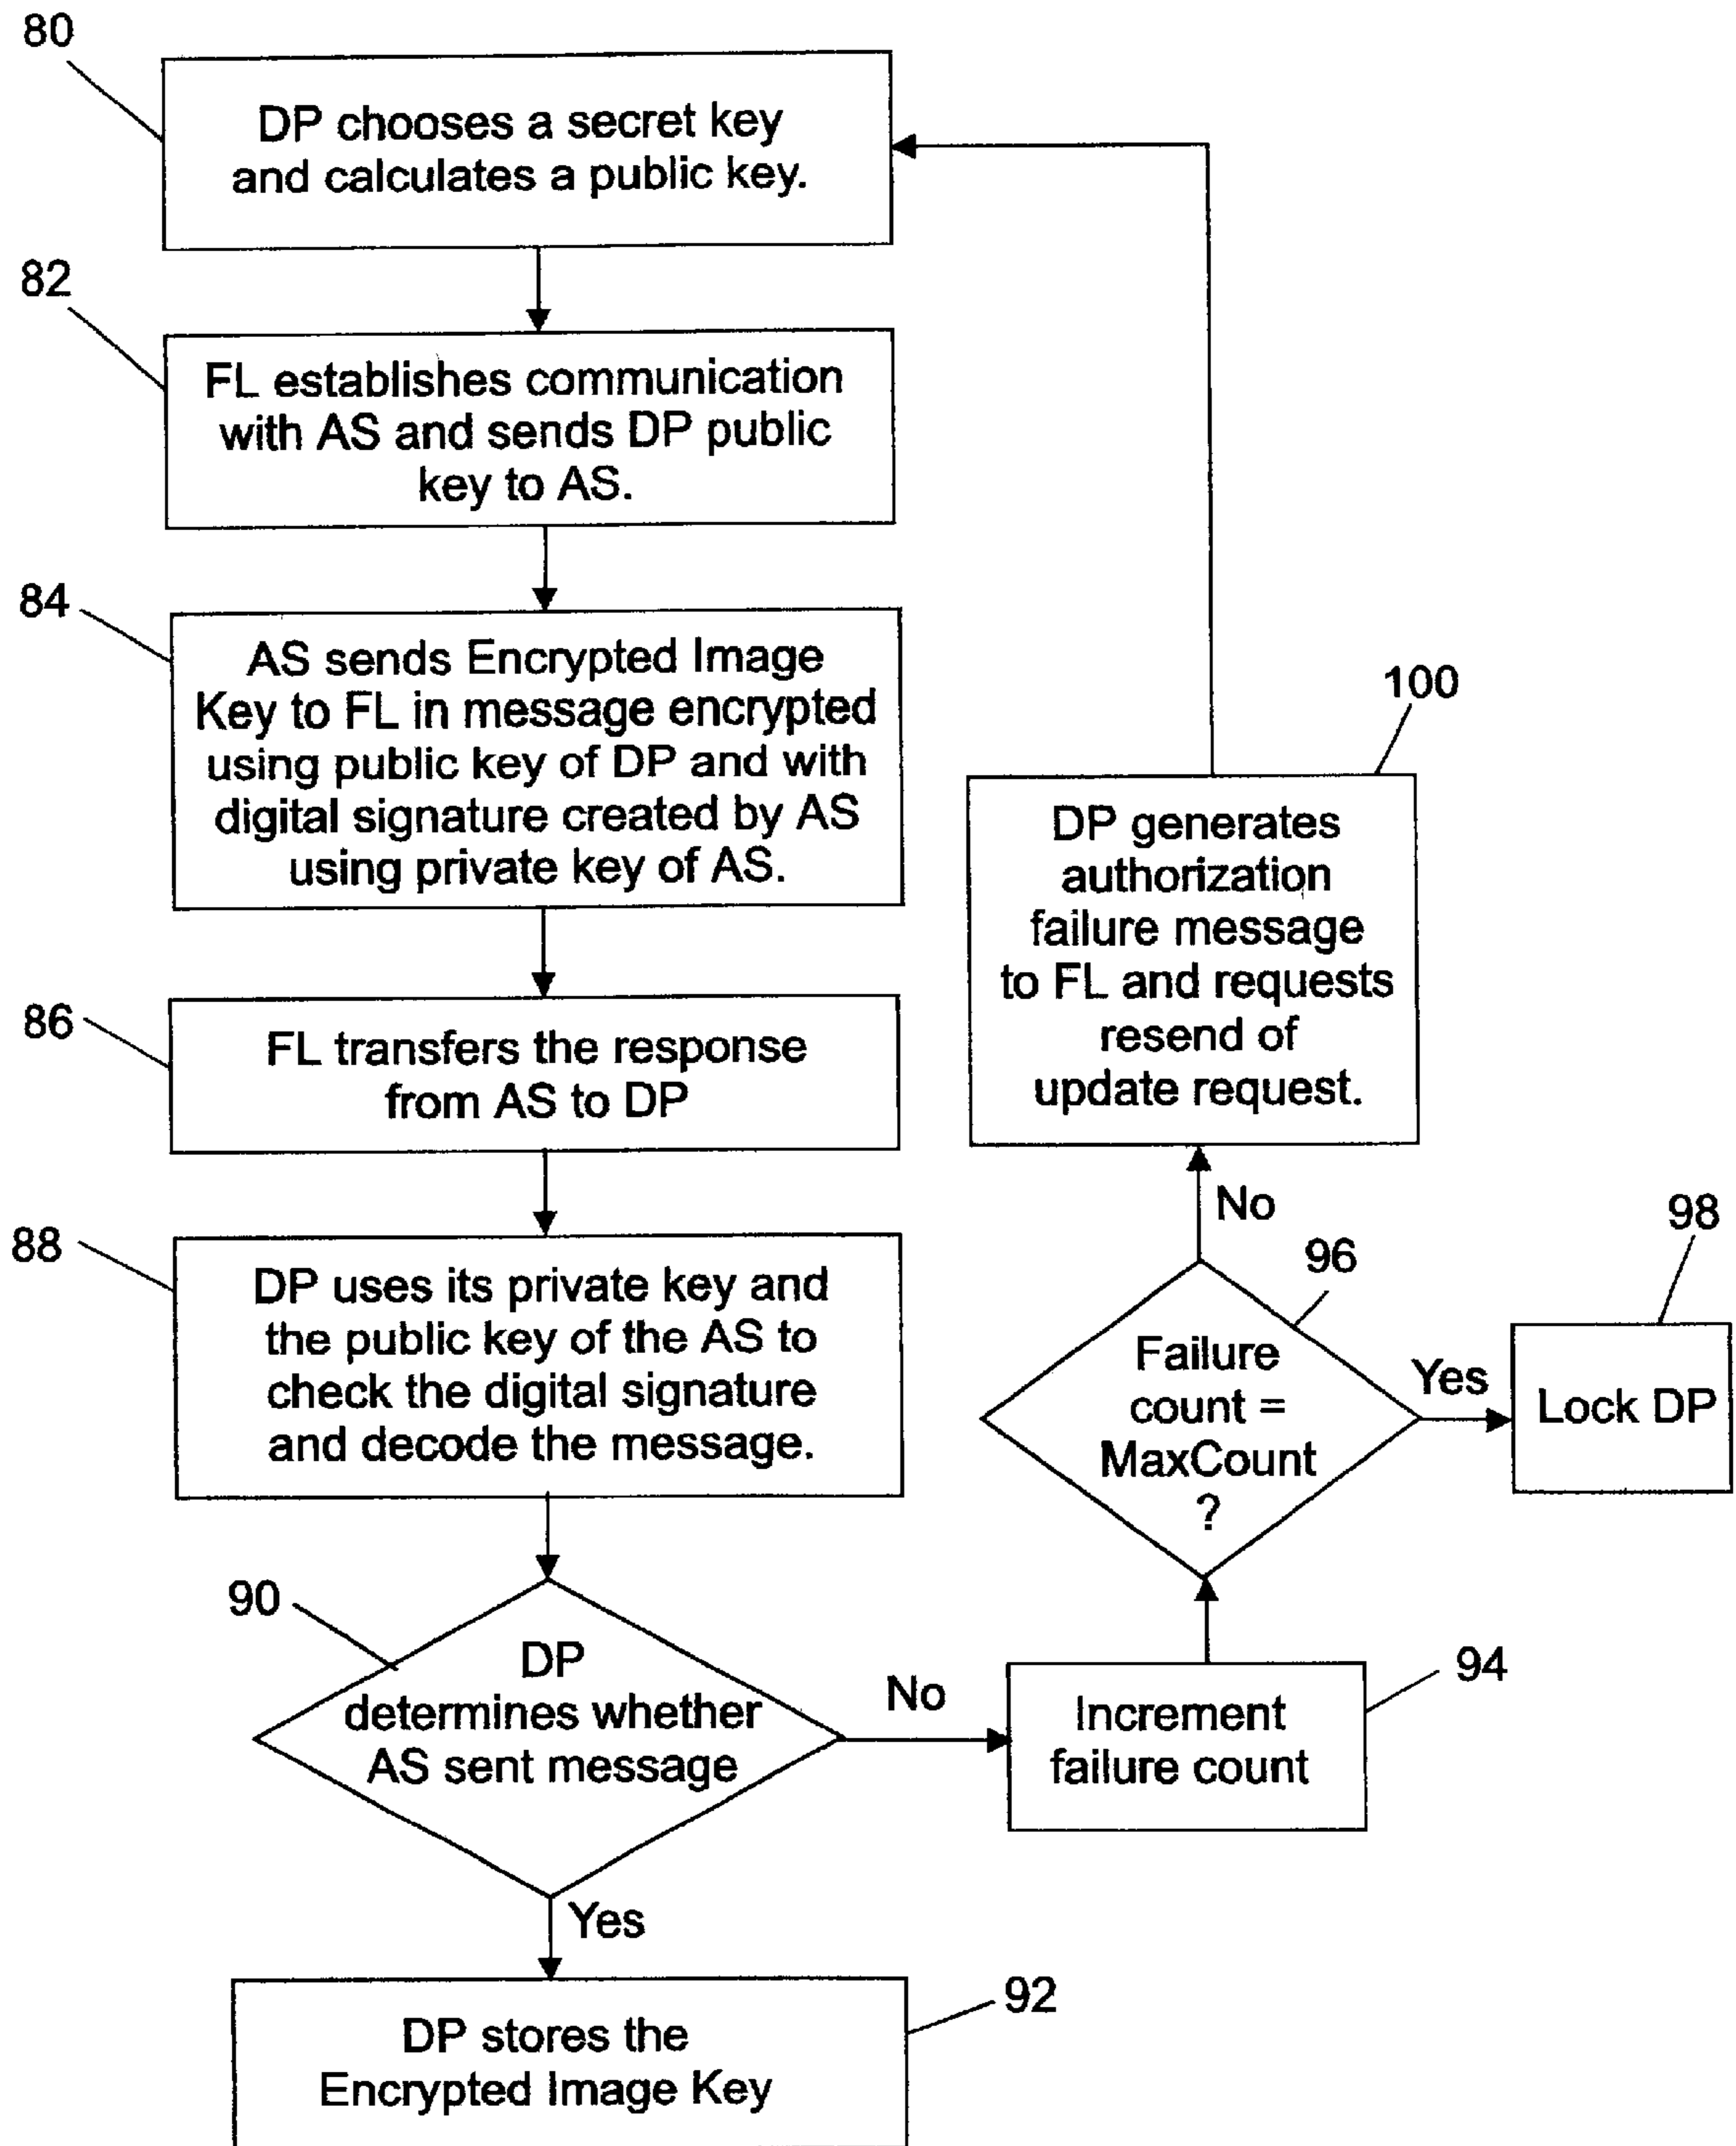 80
DP chooses a secret key
and calculates a public key.
82
FL establishes communication
with AS and sends DP public
key to AS.
84
AS sends Encrypted Image
Key to FL in message encrypted
using public key of DP and with
digital signature created by AS
using private key of AS.
86
FL transfers the response
from AS to DP
88
DP uses its private key and
the public key of the AS to
check the digital signature
and decode the message.
90
DP
determines whether
AS sent message
No
Yes
92
DP stores the
Encrypted Image Key
94
Increment
failure count
96
Failure
count =
MaxCount
?
Yes
98
Lock DP
No
100
DP generates
authorization
failure message
to FL and requests
resend of
update request.